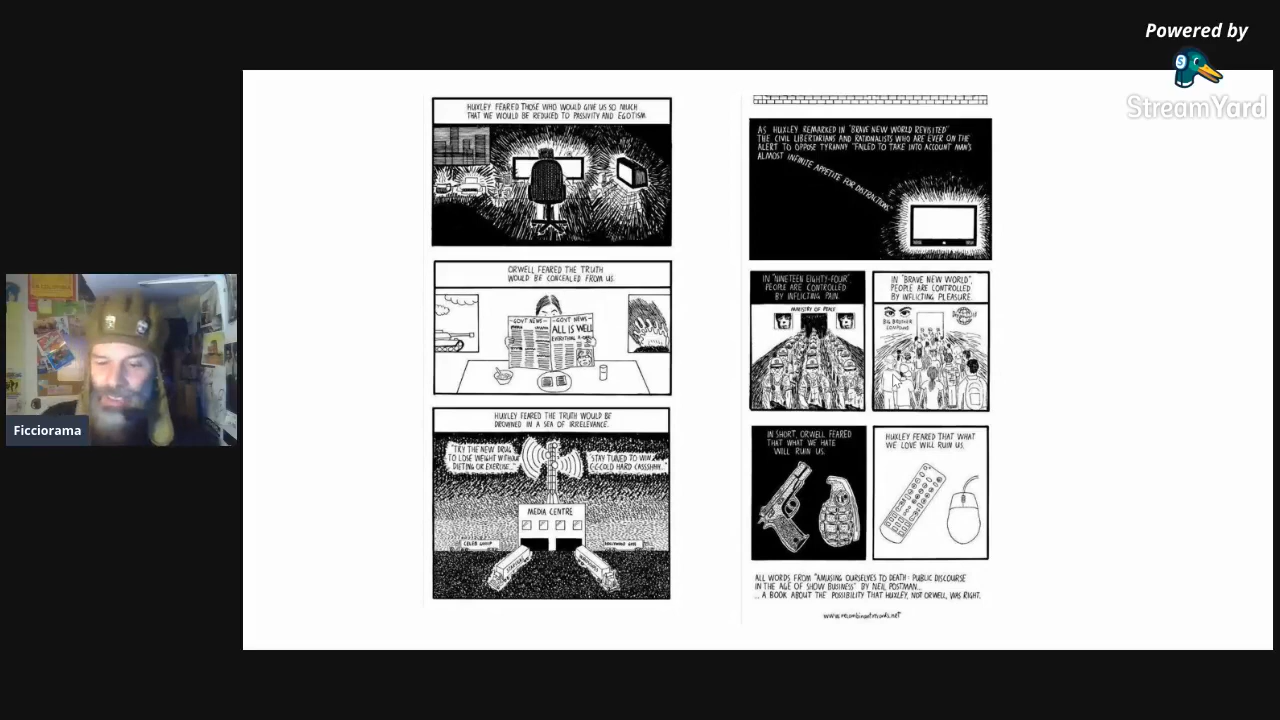 Powered by
StreamYard
Ficciorama
HUXLEY FEARED THOSE WHO WOULD GIVE US SO MUCH
THAT WE WOULD BE REDUCED TO PASSIVITY AND EGOTISM.
ORWELL FEARED THE TRUTH
WOULD BE CONCEALED FROM US.
GOVT NEWS
GOVT NEWS
ALL IS WELL
HUXLEY FEARED THE TRUTH WOULD BE
DROWNED IN A SEA OF IRRELEVANCE.
"TRY THE NEW DRUG
TO LOSE WEIGHT WITHOUT
DIETING OR EXERCISE..."
"STAY TUNED TO WIN
C-C-COLD HARD CASSSHHH..."
MEDIA CENTRE
CELEB GOSSIP
AS HUXLEY REMARKED IN "BRAVE NEW WORLD REVISITED"
THE CIVIL LIBERTARIANS AND RATIONALISTS WHO ARE EVER ON THE
ALERT TO OPPOSE TYRANNY "FAILED TO TAKE INTO ACCOUNT MAN'S
ALMOST INFINITE APPETITE FOR DISTRACTIONS."
IN "NINETEEN EIGHTY-FOUR"
PEOPLE ARE CONTROLLED
BY INFLICTING PAIN.
MINISTRY OF PEACE
IN "BRAVE NEW WORLD",
PEOPLE ARE CONTROLLED
BY INFLICTING PLEASURE.
BIG BROTHER
IN SHORT, ORWELL FEARED
THAT WHAT WE HATE
WILL RUIN US.
HUXLEY FEARED THAT WHAT
WE LOVE WILL RUIN US.
ALL WORDS FROM "AMUSING OURSELVES TO DEATH: PUBLIC DISCOURSE
IN THE AGE OF SHOW BUSINESS" BY NEIL POSTMAN...
... A BOOK ABOUT THE POSSIBILITY THAT HUXLEY, NOT ORWELL, WAS RIGHT.
www.recombinantrecords.net